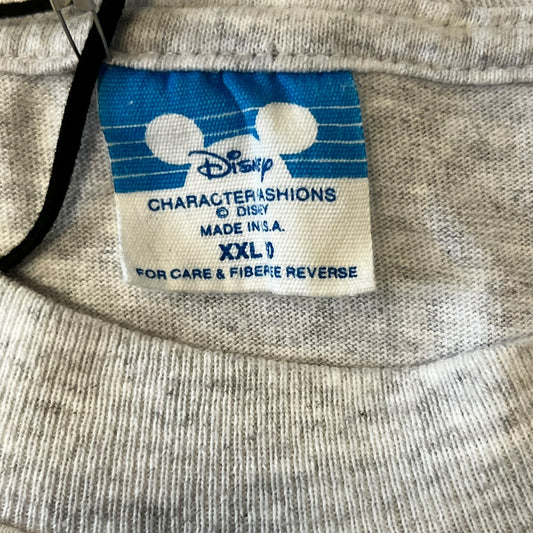 Disney
CHARACTER FASHIONS
© DISNEY
MADE IN U.S.A.
XXL
FOR CARE & FIBER SEE REVERSE